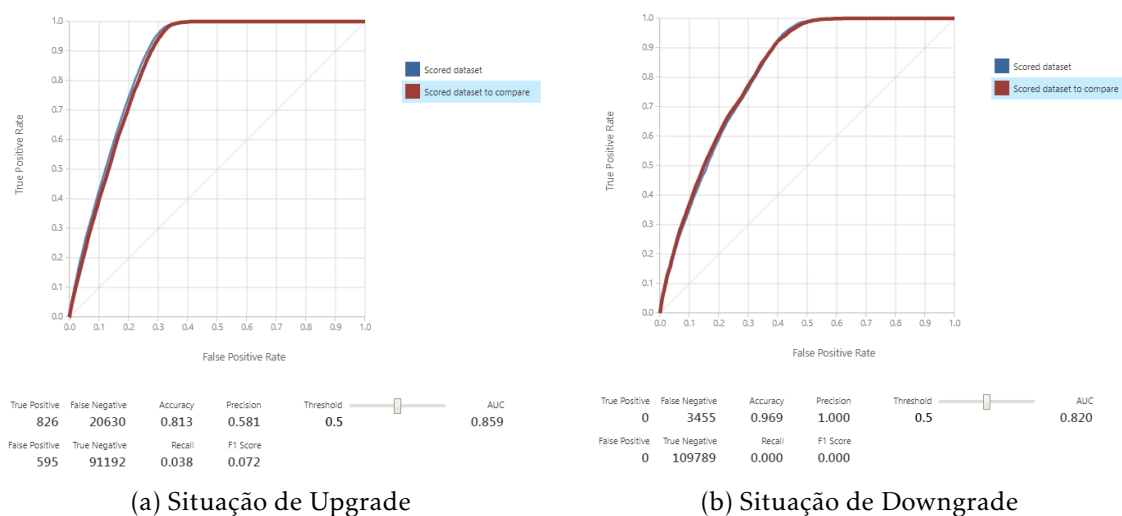 1.0
0.9
0.8
0.7
0.6
0.5
0.4
0.3
0.2
0.1
0.0
True Positive Rate
0.0 0.1 0.2 0.3 0.4 0.5 0.6 0.7 0.8 0.9 1.0
False Positive Rate
Scored dataset
Scored dataset to compare
True Positive False Negative Accuracy Precision Threshold AUC
826 20630 0.813 0.581 0.5 0.859
False Positive True Negative Recall F1 Score
595 91192 0.038 0.072
(a) Situação de Upgrade
1.0
0.9
0.8
0.7
0.6
0.5
0.4
0.3
0.2
0.1
0.0
True Positive Rate
0.0 0.1 0.2 0.3 0.4 0.5 0.6 0.7 0.8 0.9 1.0
False Positive Rate
Scored dataset
Scored dataset to compare
True Positive False Negative Accuracy Precision Threshold AUC
0 3455 0.969 1.000 0.5 0.820
False Positive True Negative Recall F1 Score
0 109789 0.000 0.000
(b) Situação de Downgrade